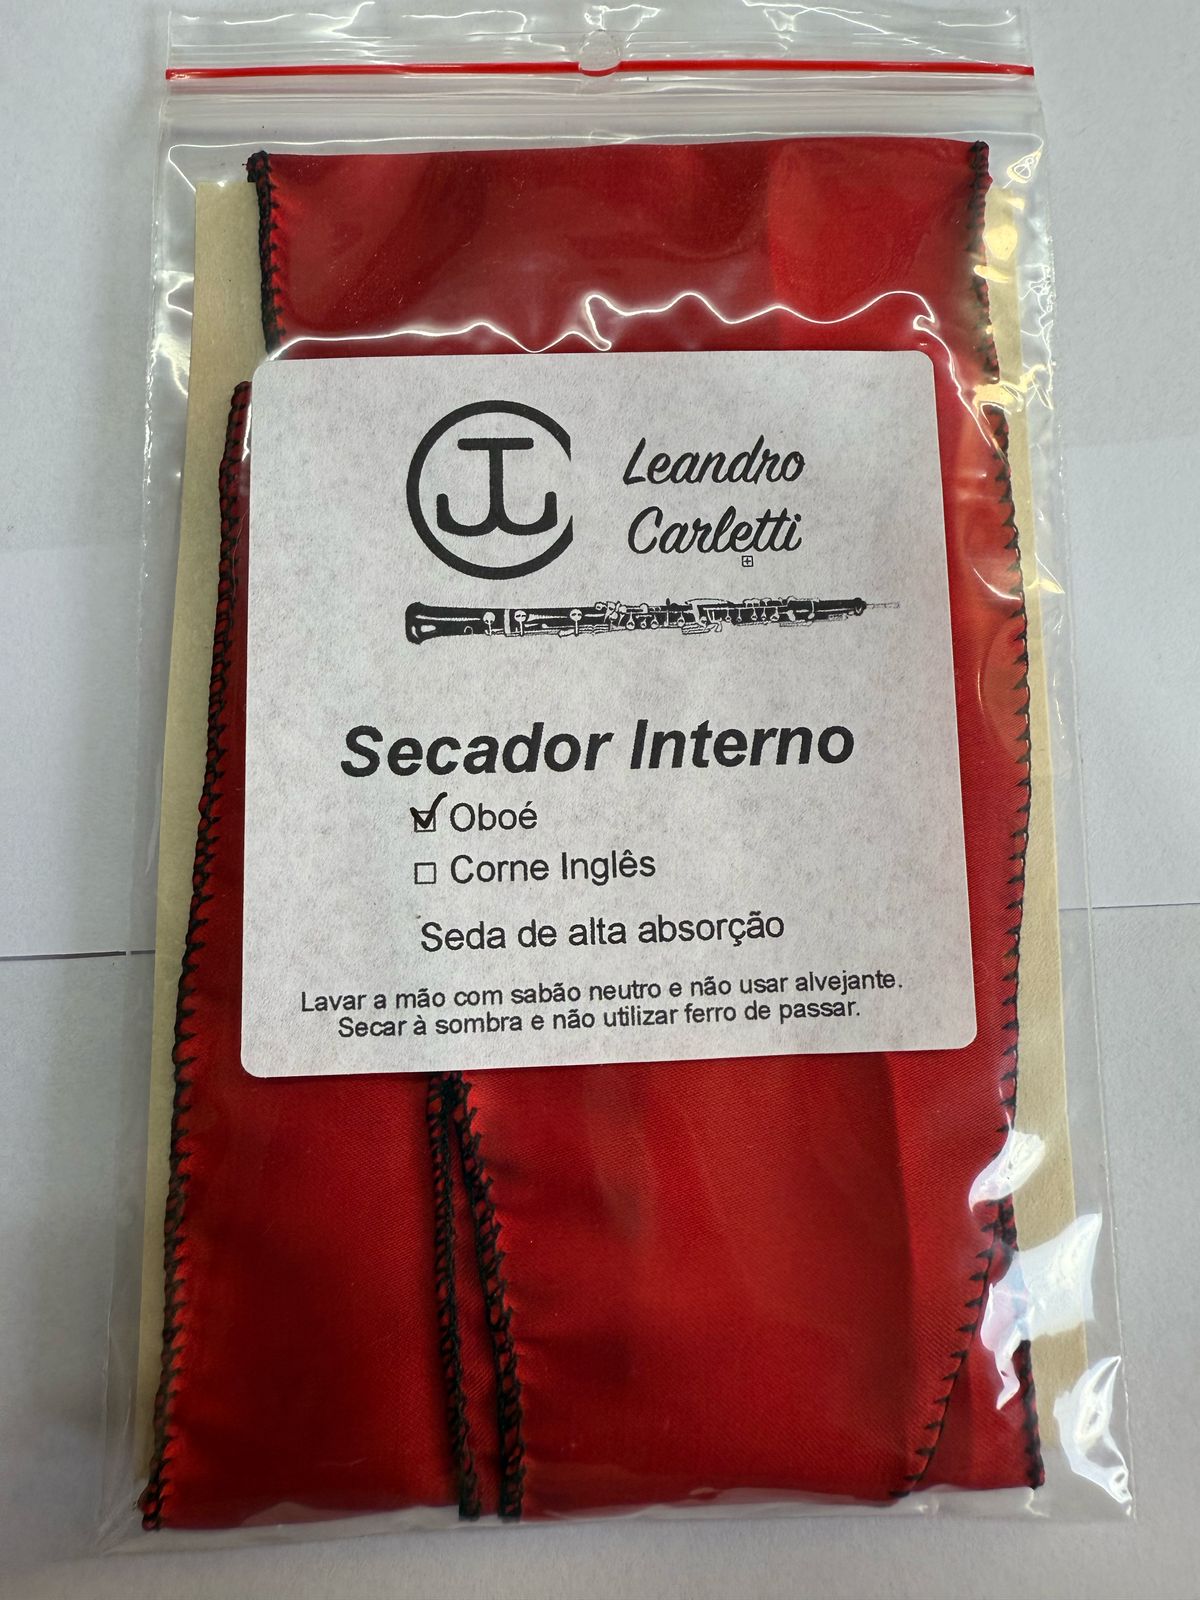 Leandro
Carletti
Secador Interno
Oboé
Corne Inglês
Seda de alta absorção
Lavar a mão com sabão neutro e não usar alvejante.
Secar à sombra e não utilizar ferro de passar.